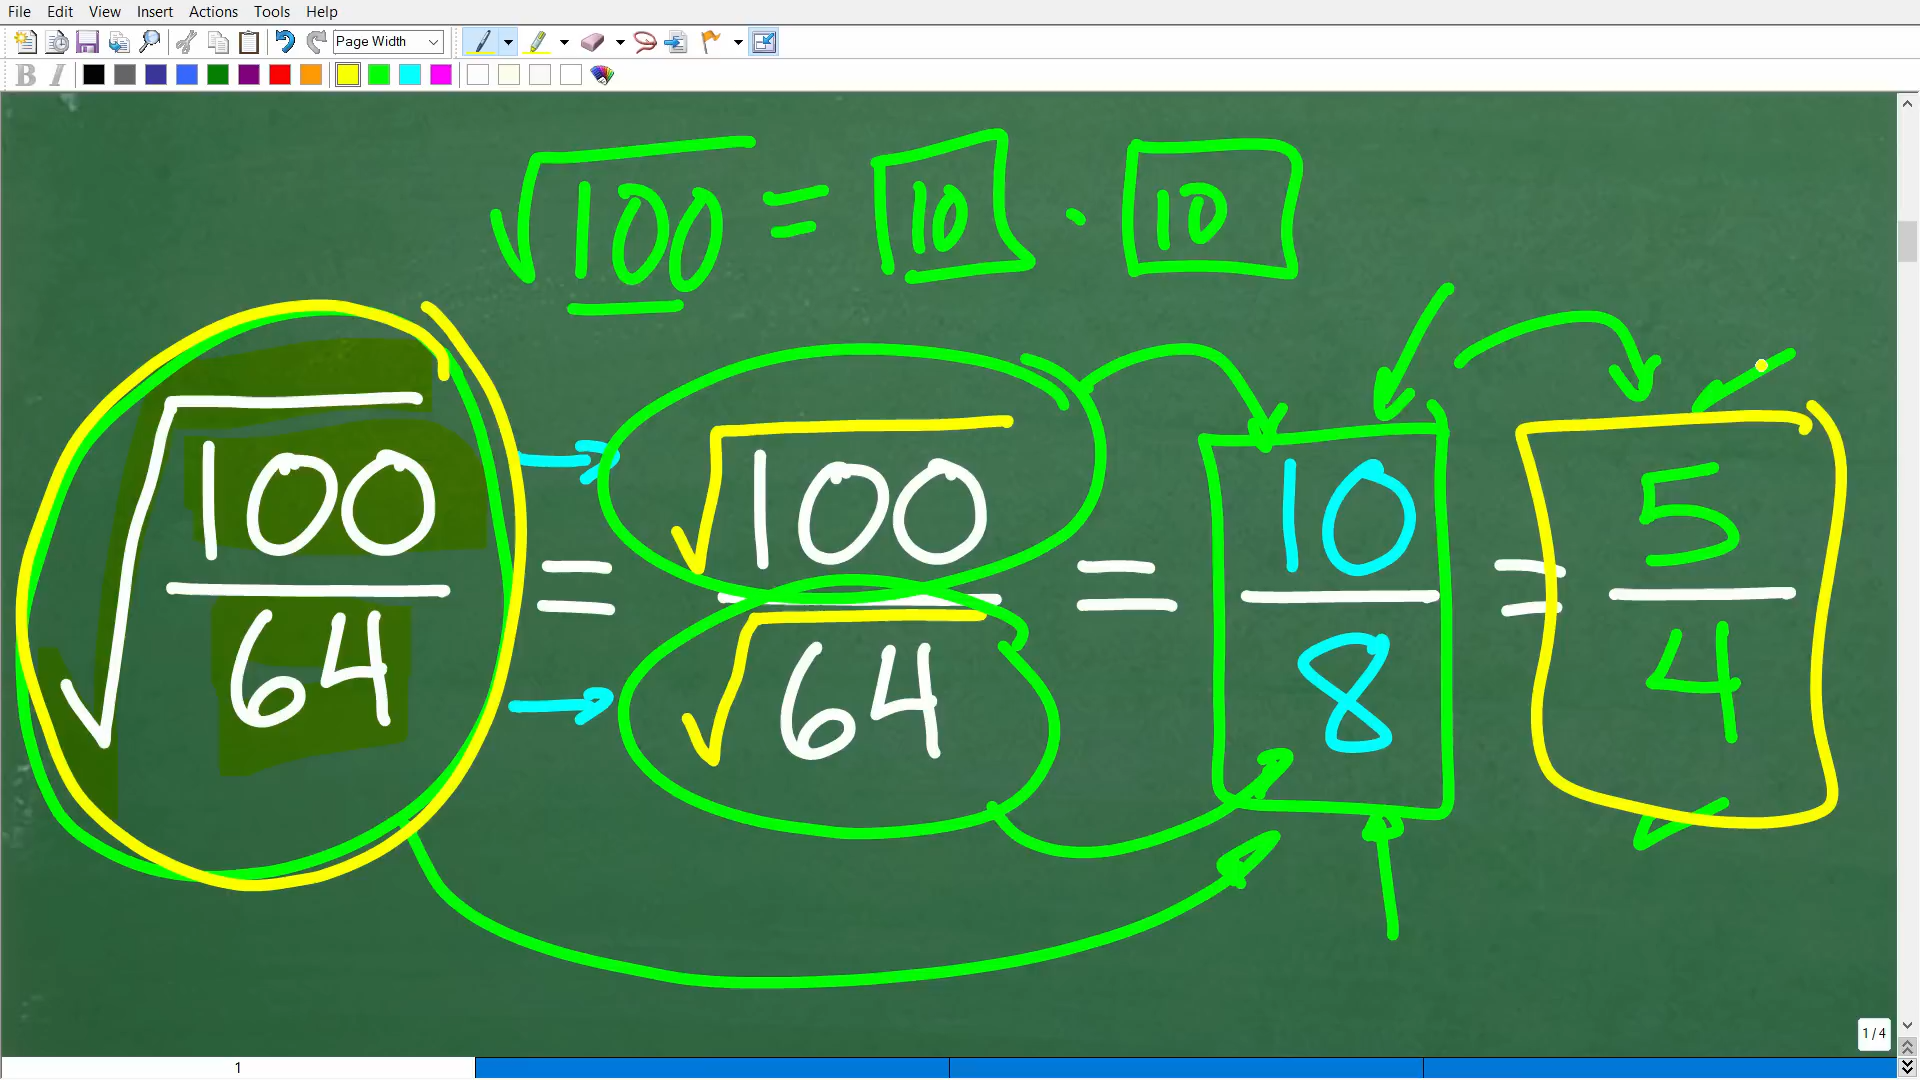 File Edit View Insert Actions Tools Help
Page Width
B I
√100 = 10 · 10
√(100/64) = √100/√64 = 10/8 = 5/4
1 / 4
1